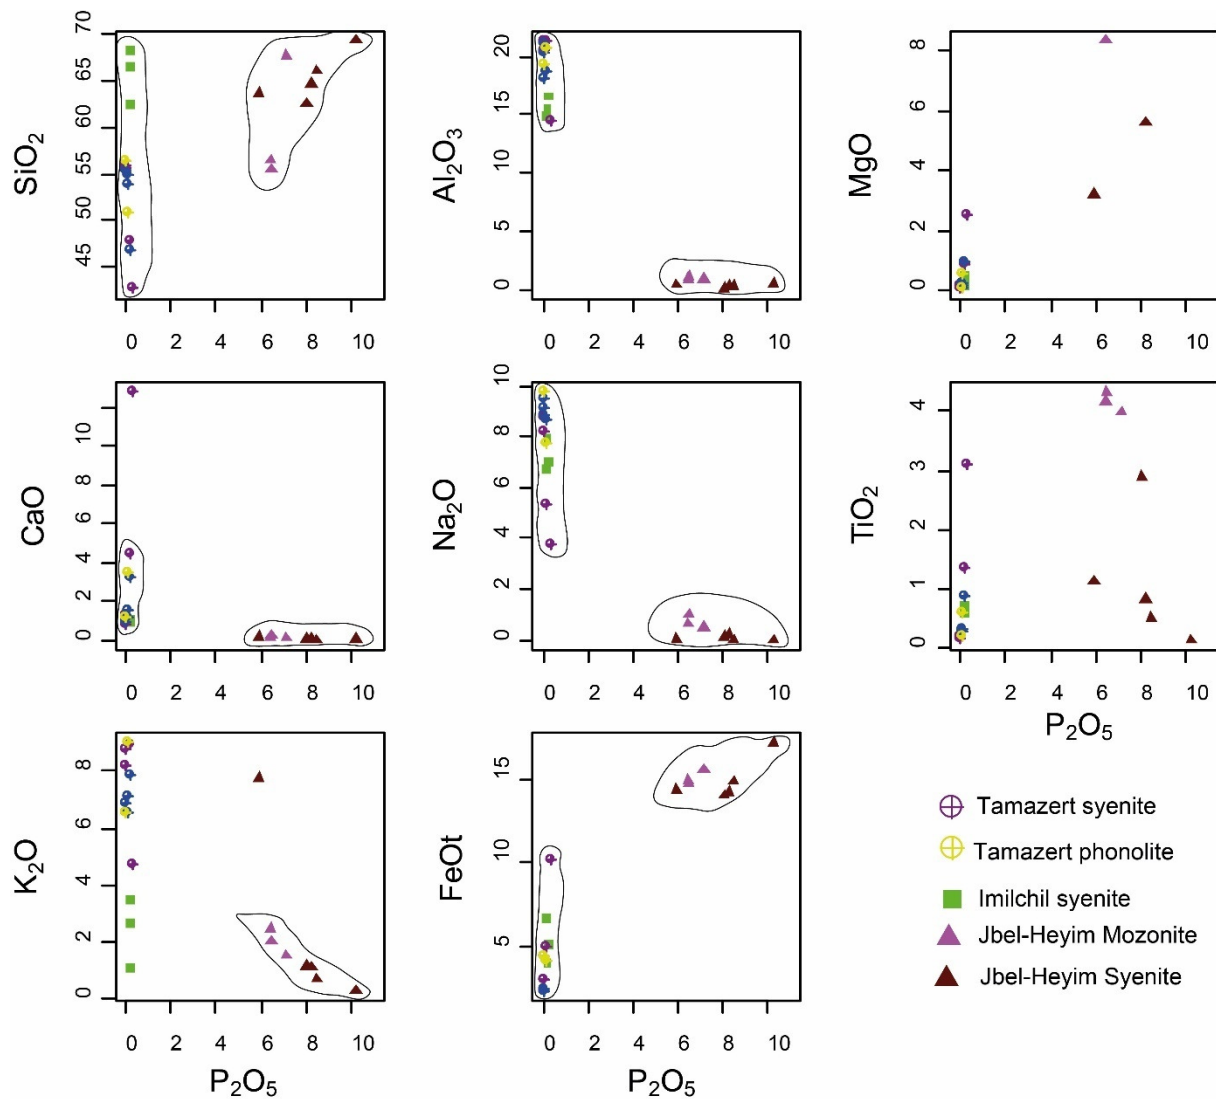 SiO₂
70
65
60
55
50
45
0 2 4 6 8 10
Al₂O₃
20
15
10
5
0
0 2 4 6 8 10
MgO
8
6
4
2
0
0 2 4 6 8 10
CaO
12
10
8
6
4
2
0
0 2 4 6 8 10
Na₂O
10
8
6
4
2
0
0 2 4 6 8 10
TiO₂
4
3
2
1
0
0 2 4 6 8 10
P₂O₅
K₂O
8
6
4
2
0
0 2 4 6 8 10
P₂O₅
FeOt
15
10
5
0 2 4 6 8 10
P₂O₅
Tamazert syenite
Tamazert phonolite
Imilchil syenite
Jbel-Heyim Mozonite
Jbel-Heyim Syenite